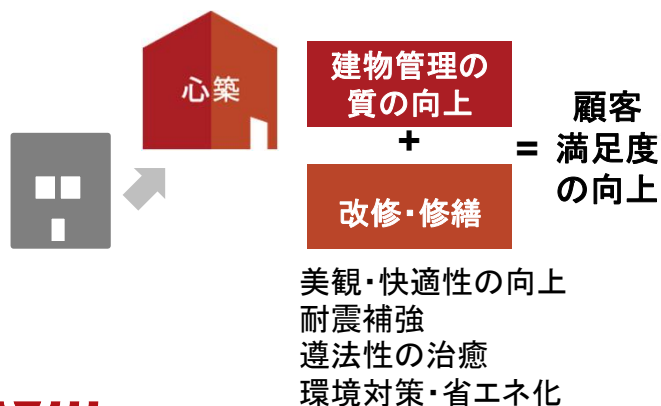 心築
建物管理の
質の向上
+
改修・修繕
= 顧客
満足度
の向上
美観・快適性の向上
耐震補強
遵法性の治癒
環境対策・省エネ化